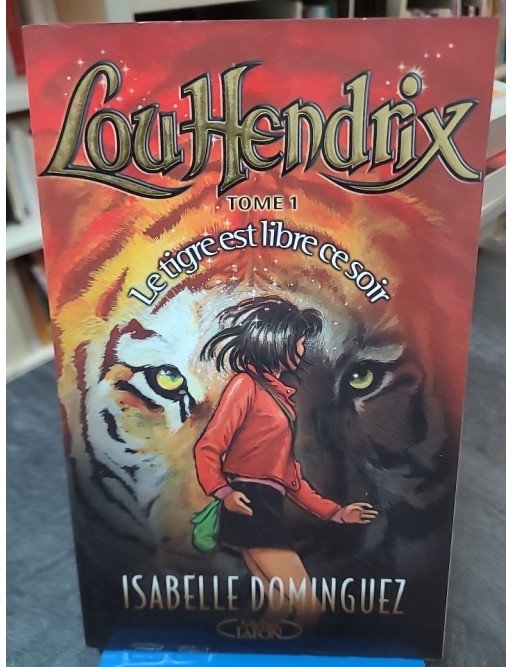 Lou Hendrix
TOME 1
Le tigre est libre ce soir
ISABELLE DOMINGUEZ
Michel
LAFON